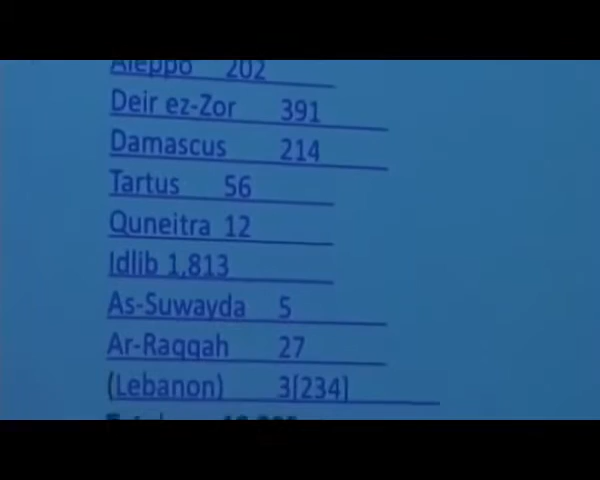 Aleppo 202
Deir ez-Zor 391
Damascus 214
Tartus 56
Quneitra 12
Idlib 1,813
As-Suwayda 5
Ar-Raqqah 27
(Lebanon) 3[234]